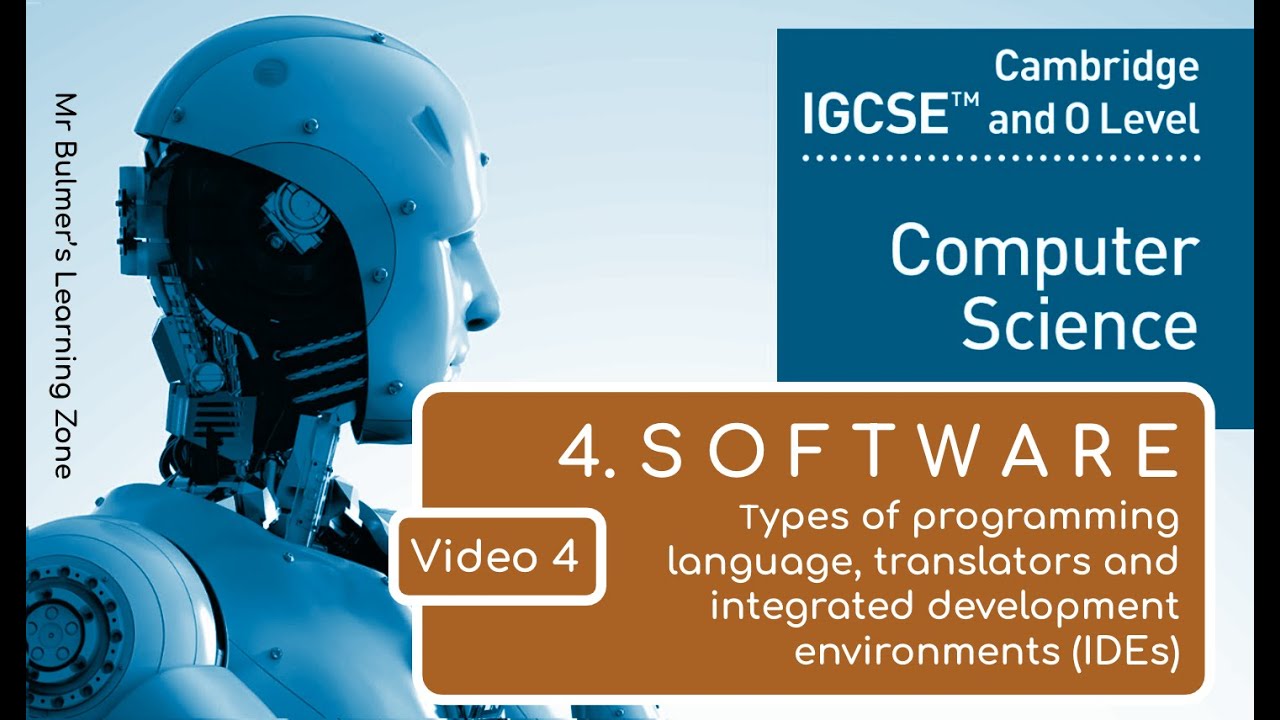 Mr Bulmer's Learning Zone
Cambridge
IGCSE™ and O Level
Computer
Science
4. SOFTWARE
Types of programming
language, translators and
integrated development
environments (IDEs)
Video 4